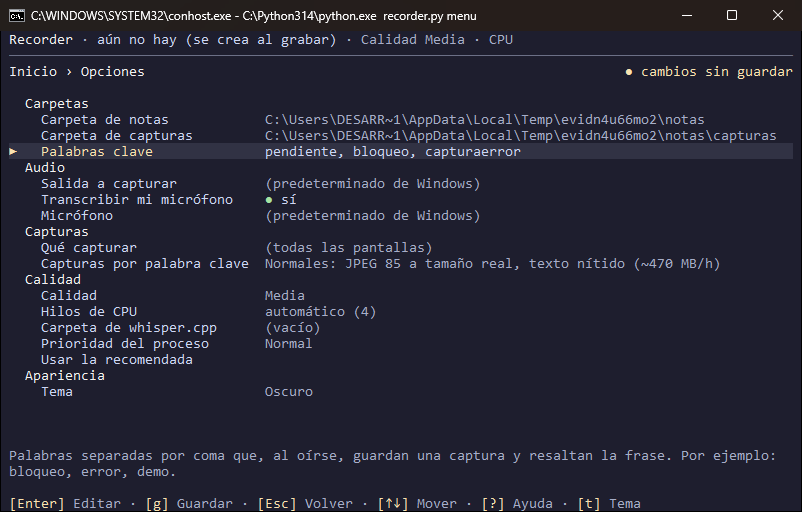 C:\WINDOWS\SYSTEM32\conhost.exe - C:\Python314\python.exe recorder.py menu
Recorder · aún no hay (se crea al grabar) · Calidad Media · CPU
Inicio › Opciones ● cambios sin guardar
Carpetas
Carpeta de notas C:\Users\DESARR~1\AppData\Local\Temp\evidn4u66mo2\notas
Carpeta de capturas C:\Users\DESARR~1\AppData\Local\Temp\evidn4u66mo2\notas\capturas
► Palabras clave pendiente, bloqueo, capturaerror
Audio
Salida a capturar (predeterminado de Windows)
Transcribir mi micrófono ● sí
Micrófono (predeterminado de Windows)
Capturas
Qué capturar (todas las pantallas)
Capturas por palabra clave Normales: JPEG 85 a tamaño real, texto nítido (~470 MB/h)
Calidad
Calidad Media
Hilos de CPU automático (4)
Carpeta de whisper.cpp (vacío)
Prioridad del proceso Normal
Usar la recomendada
Apariencia
Tema Oscuro
Palabras separadas por coma que, al oírse, guardan una captura y resaltan la frase. Por ejemplo:
bloqueo, error, demo.
[Enter] Editar · [g] Guardar · [Esc] Volver · [↑↓] Mover · [?] Ayuda · [t] Tema